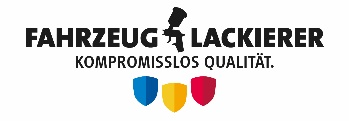 FAHRZEUG LACKIERER
KOMPROMISSLOS QUALITÄT.